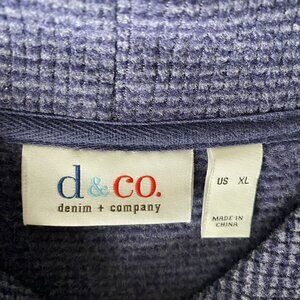 d & co.
denim + company
US XL
MADE IN
CHINA